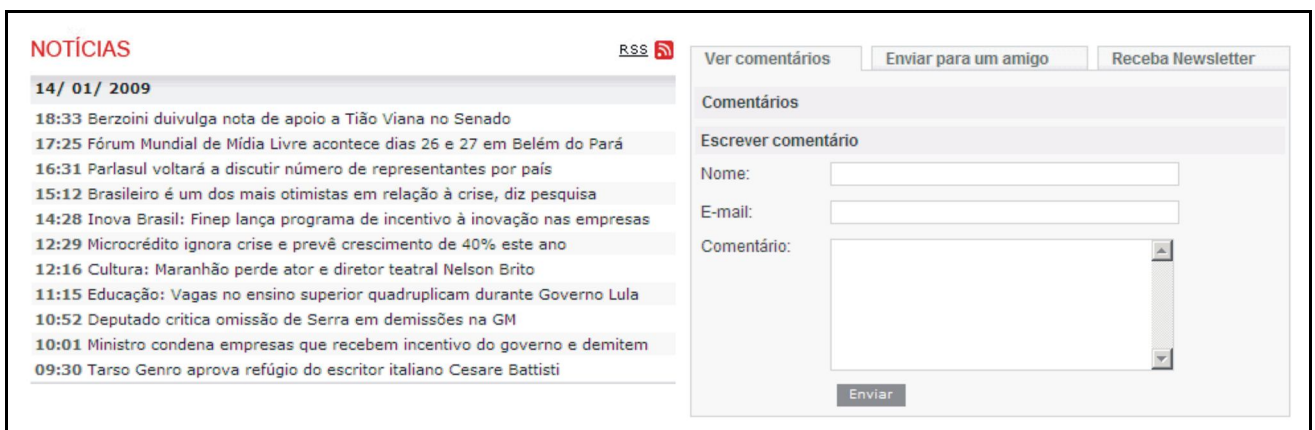 NOTÍCIAS
RSS
14/ 01/ 2009
18:33 Berzoini duivulga nota de apoio a Tião Viana no Senado
17:25 Fórum Mundial de Mídia Livre acontece dias 26 e 27 em Belém do Pará
16:31 Parlasul voltará a discutir número de representantes por país
15:12 Brasileiro é um dos mais otimistas em relação à crise, diz pesquisa
14:28 Inova Brasil: Finep lança programa de incentivo à inovação nas empresas
12:29 Microcrédito ignora crise e prevê crescimento de 40% este ano
12:16 Cultura: Maranhão perde ator e diretor teatral Nelson Brito
11:15 Educação: Vagas no ensino superior quadruplicam durante Governo Lula
10:52 Deputado critica omissão de Serra em demissões na GM
10:01 Ministro condena empresas que recebem incentivo do governo e demitem
09:30 Tarso Genro aprova refúgio do escritor italiano Cesare Battisti
Ver comentários
Enviar para um amigo
Receba Newsletter
Comentários
Escrever comentário
Nome:
E-mail:
Comentário:
Enviar